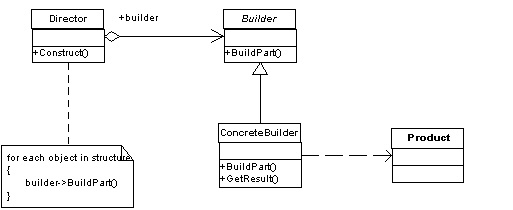 Director
+builder
Builder
+Construct()
+BuildPart()
ConcreteBuilder
+BuildPart()
+GetResult()
Product
for each object in structure
{
builder->BuildPart()
}